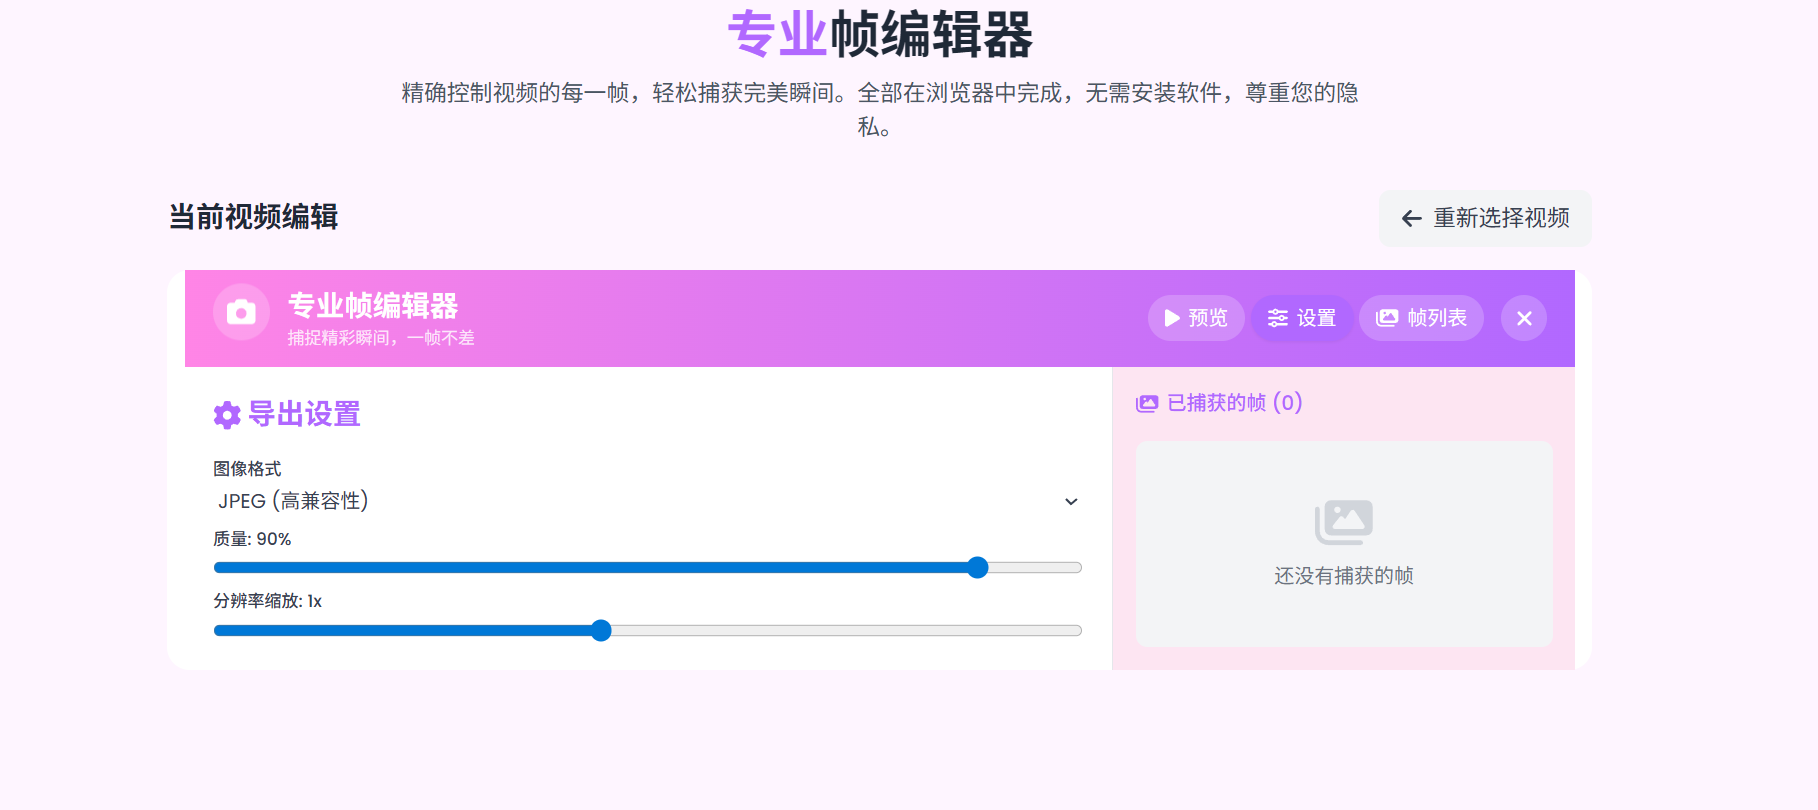 专业帧编辑器
精确控制视频的每一帧，轻松捕获完美瞬间。全部在浏览器中完成，无需安装软件，尊重您的隐
私。
当前视频编辑
重新选择视频
专业帧编辑器
捕捉精彩瞬间，一帧不差
预览
设置
帧列表
导出设置
图像格式
JPEG (高兼容性)
质量: 90%
分辨率缩放: 1x
已捕获的帧 (0)
还没有捕获的帧